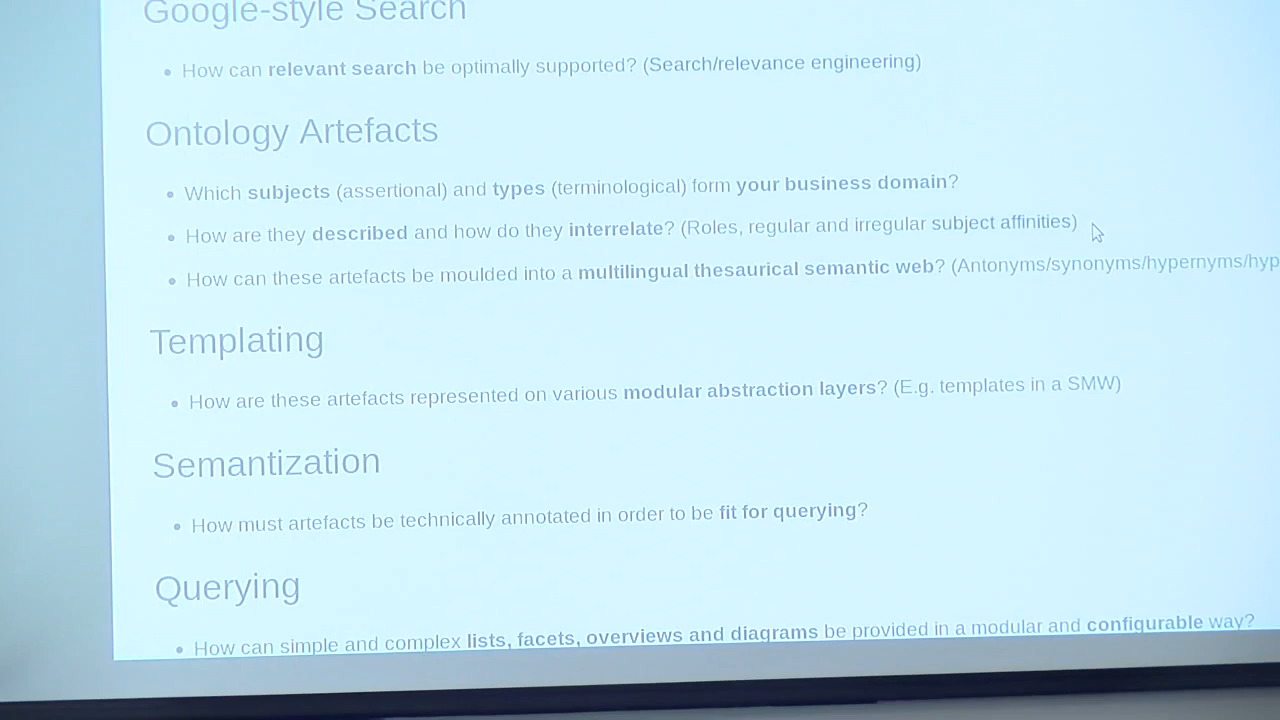 Google-style Search
• How can relevant search be optimally supported? (Search/relevance engineering)
Ontology Artefacts
• Which subjects (assertional) and types (terminological) form your business domain?
• How are they described and how do they interrelate? (Roles, regular and irregular subject affinities)
• How can these artefacts be moulded into a multilingual thesaurical semantic web? (Antonyms/synonyms/hypernyms/hyp
Templating
• How are these artefacts represented on various modular abstraction layers? (E.g. templates in a SMW)
Semantization
• How must artefacts be technically annotated in order to be fit for querying?
Querying
• How can simple and complex lists, facets, overviews and diagrams be provided in a modular and configurable way?